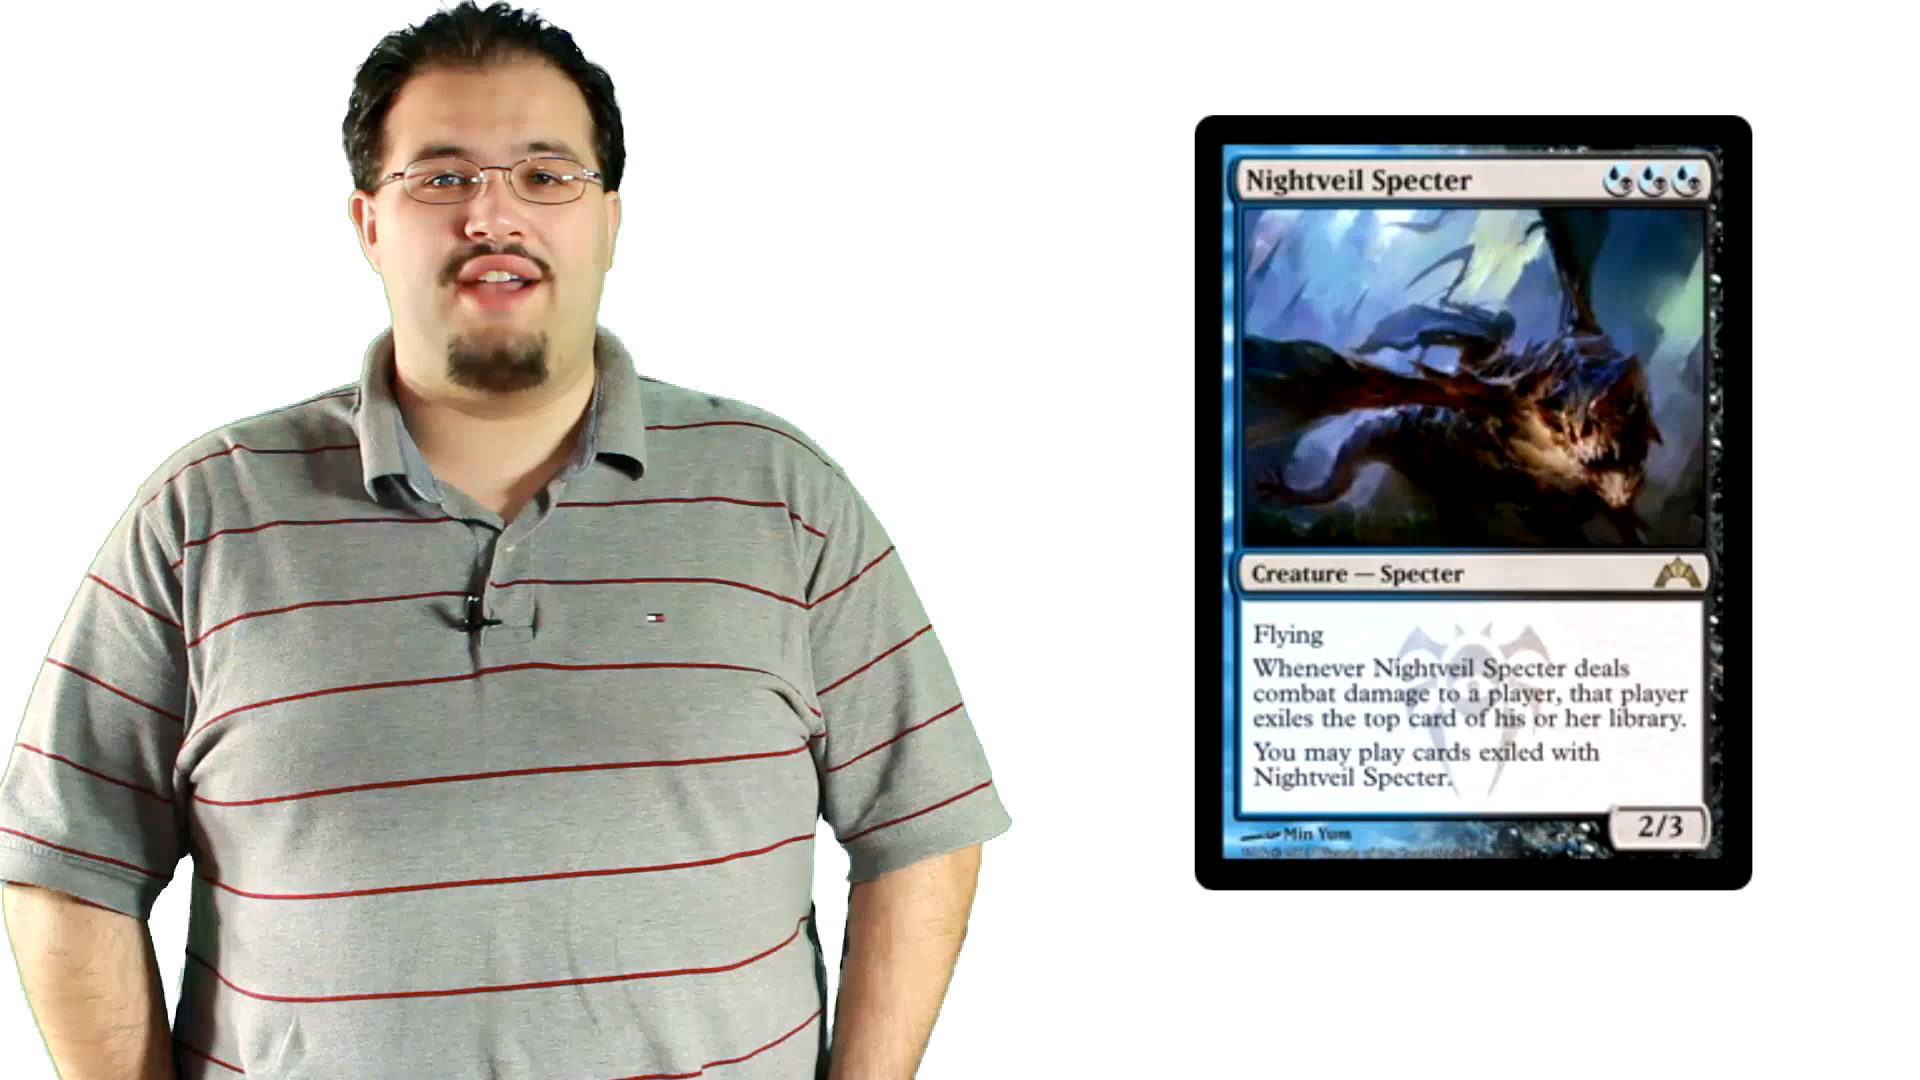 Nightveil Specter
Creature — Specter
Flying
Whenever Nightveil Specter deals
combat damage to a player, that player
exiles the top card of his or her library.
You may play cards exiled with
Nightveil Specter.
2/3
Min Yum